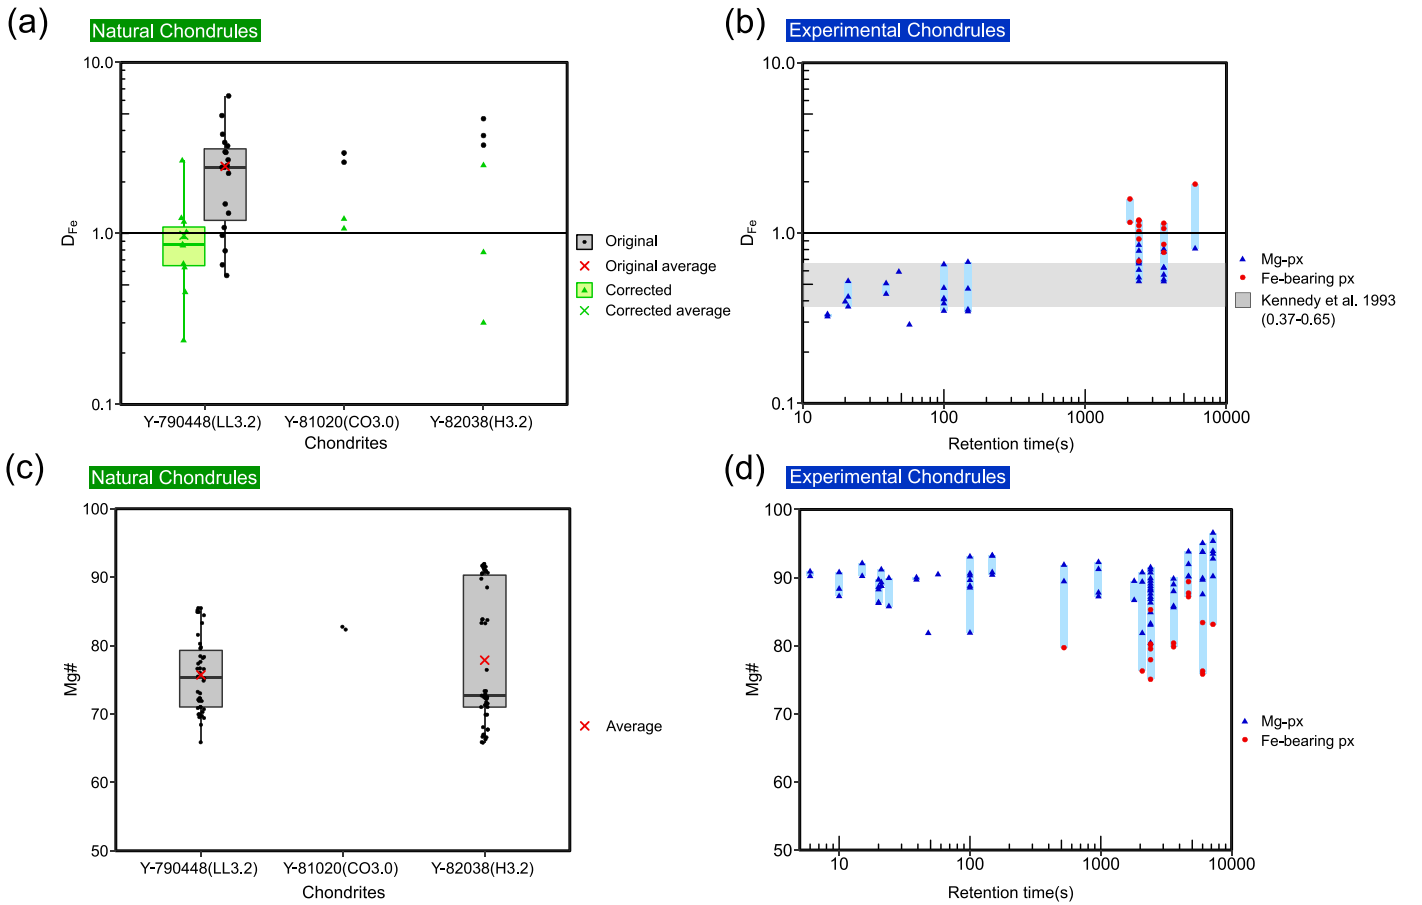 (a)
Natural Chondrules
10.0
1.0
0.1
DFe
Y-790448(LL3.2)
Y-81020(CO3.0)
Y-82038(H3.2)
Chondrites
Original
Original average
Corrected
Corrected average
(b)
Experimental Chondrules
10.0
1.0
0.1
DFe
10
100
1000
10000
Retention time(s)
Mg-px
Fe-bearing px
Kennedy et al. 1993
(0.37-0.65)
(c)
Natural Chondrules
100
90
80
70
60
50
Mg#
Y-790448(LL3.2)
Y-81020(CO3.0)
Y-82038(H3.2)
Chondrites
Average
(d)
Experimental Chondrules
100
90
80
70
60
50
Mg#
10
100
1000
10000
Retention time(s)
Mg-px
Fe-bearing px